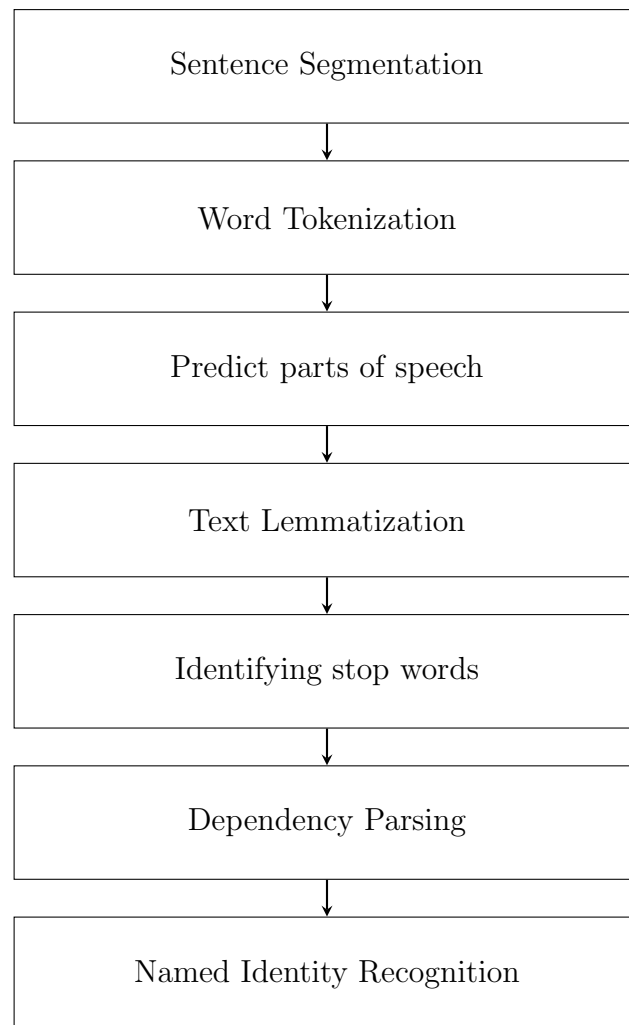 Sentence Segmentation
Word Tokenization
Predict parts of speech
Text Lemmatization
Identifying stop words
Dependency Parsing
Named Identity Recognition